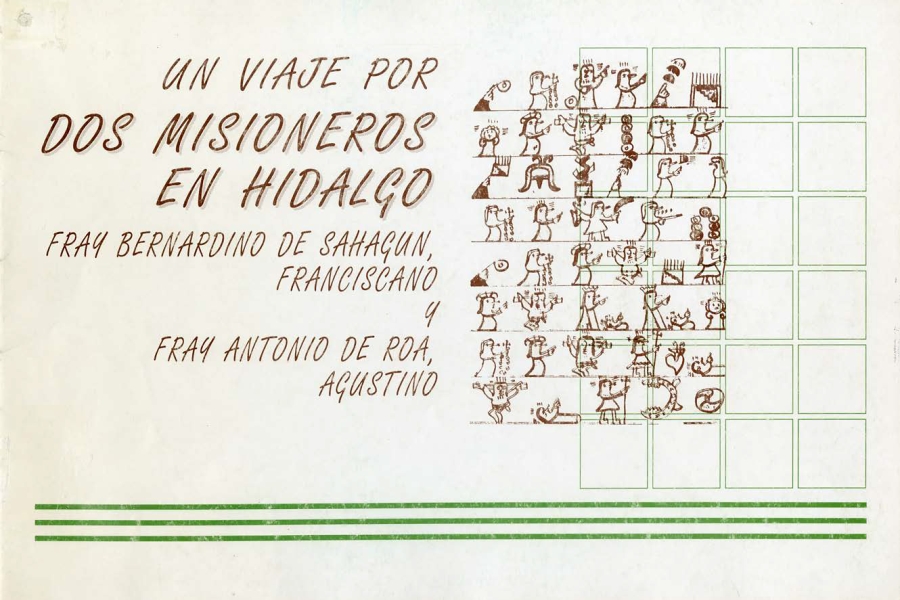 UN VIAJE POR
DOS MISIONEROS
EN HIDALGO
FRAY BERNARDINO DE SAHAGUN,
FRANCISCANO
Y
FRAY ANTONIO DE ROA,
AGUSTINO